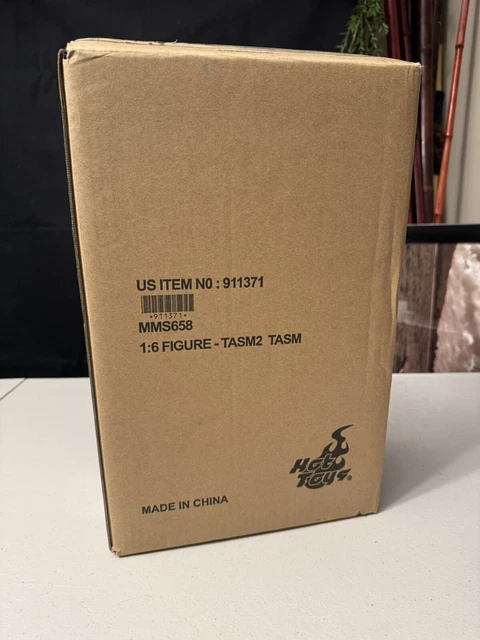 US ITEM N0 : 911371
*911371*
MMS658
1:6 FIGURE - TASM2 TASM
Hot
Toys®
MADE IN CHINA